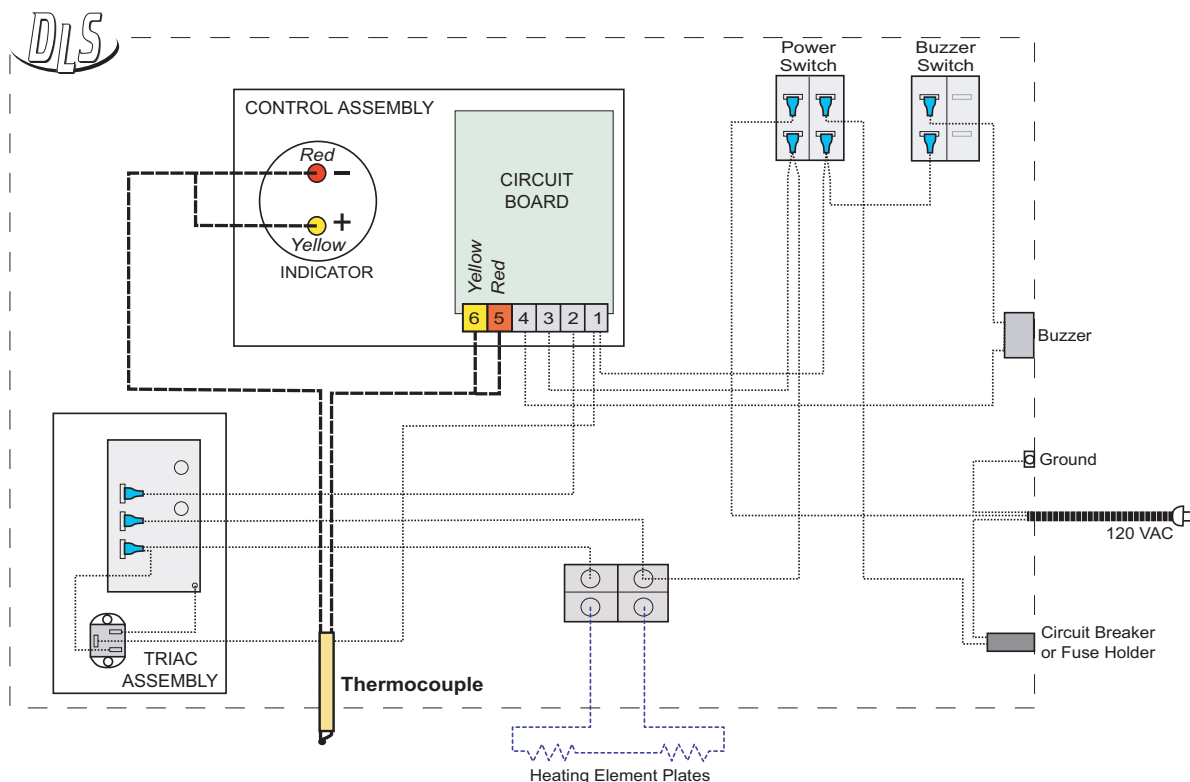 DLS
Power
Switch
Buzzer
Switch
CONTROL ASSEMBLY
Red
–
+
Yellow
INDICATOR
CIRCUIT
BOARD
Yellow
Red
6 5 4 3 2 1
Buzzer
Ground
120 VAC
Circuit Breaker
or Fuse Holder
TRIAC
ASSEMBLY
Thermocouple
Heating Element Plates